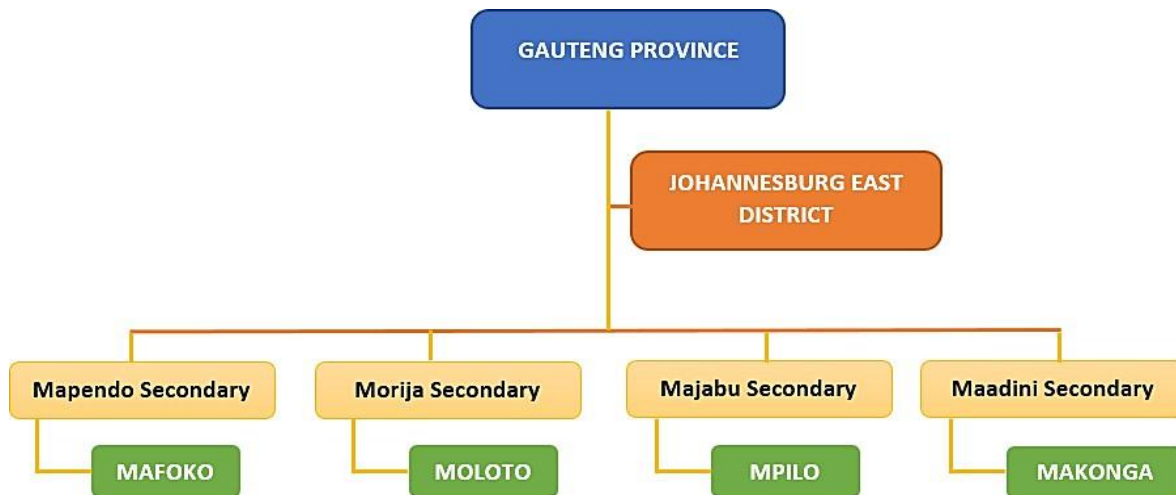 GAUTENG PROVINCE
JOHANNESBURG EAST
DISTRICT
Mapendo Secondary
Morija Secondary
Majabu Secondary
Maadini Secondary
MAFOKO
MOLOTO
MPILO
MAKONGA